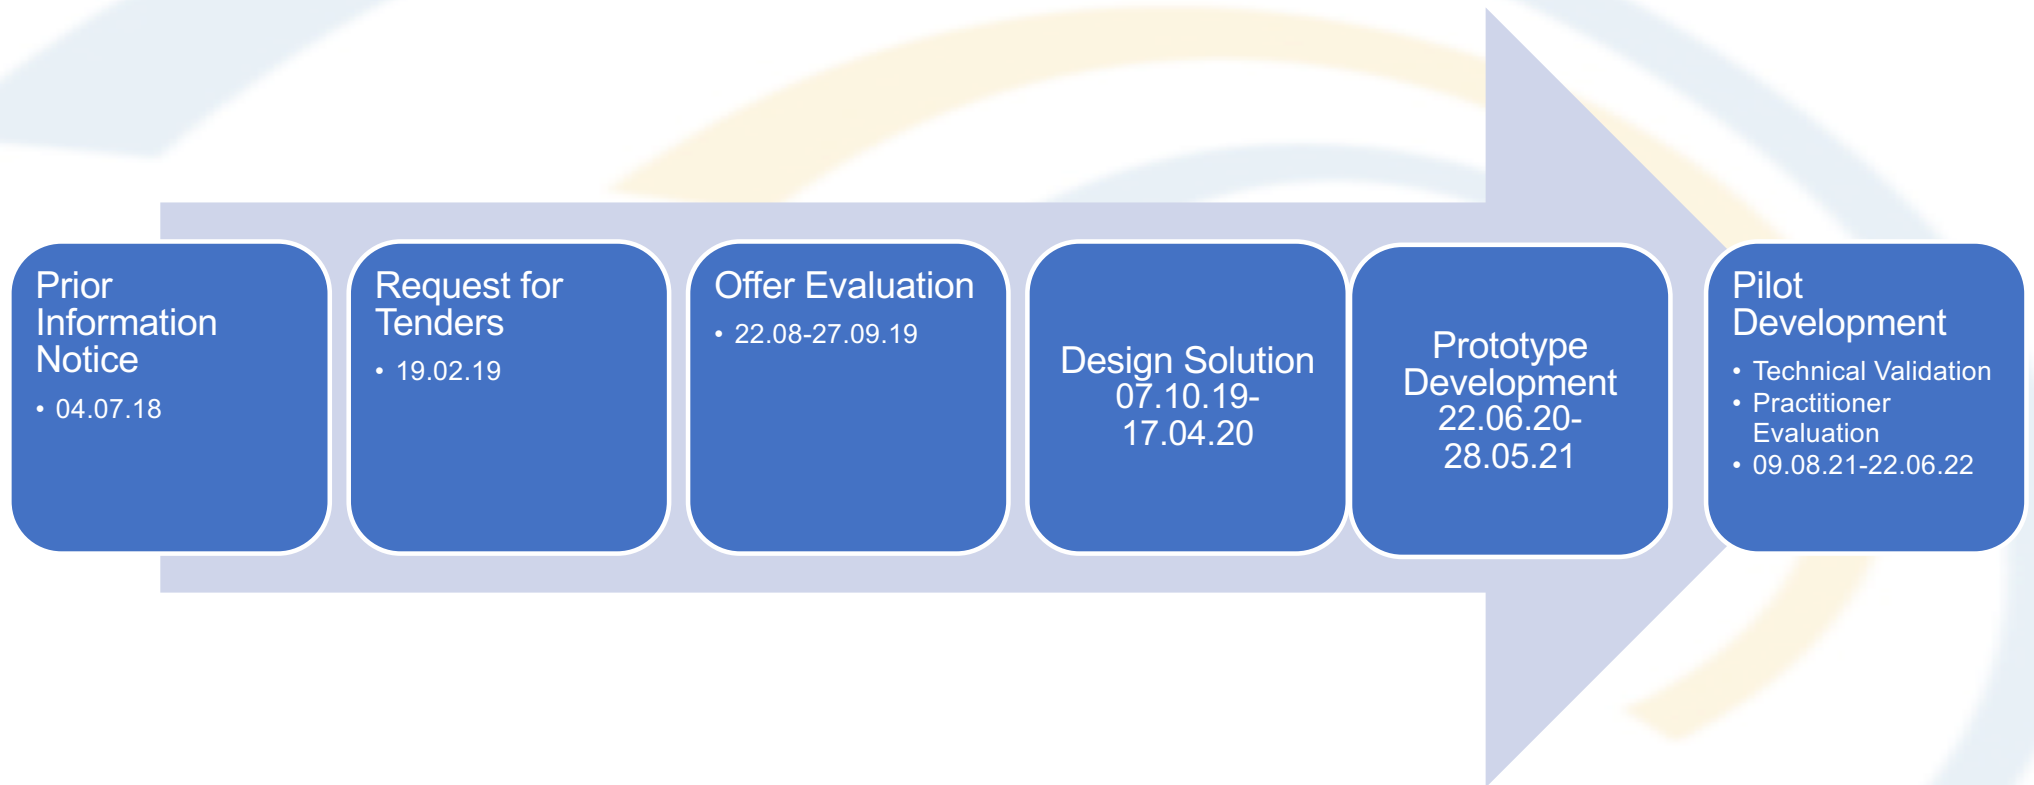 Prior
Information
Notice
• 04.07.18
Request for
Tenders
• 19.02.19
Offer Evaluation
• 22.08-27.09.19
Design Solution
07.10.19-
17.04.20
Prototype
Development
22.06.20-
28.05.21
Pilot
Development
• Technical Validation
• Practitioner
Evaluation
• 09.08.21-22.06.22